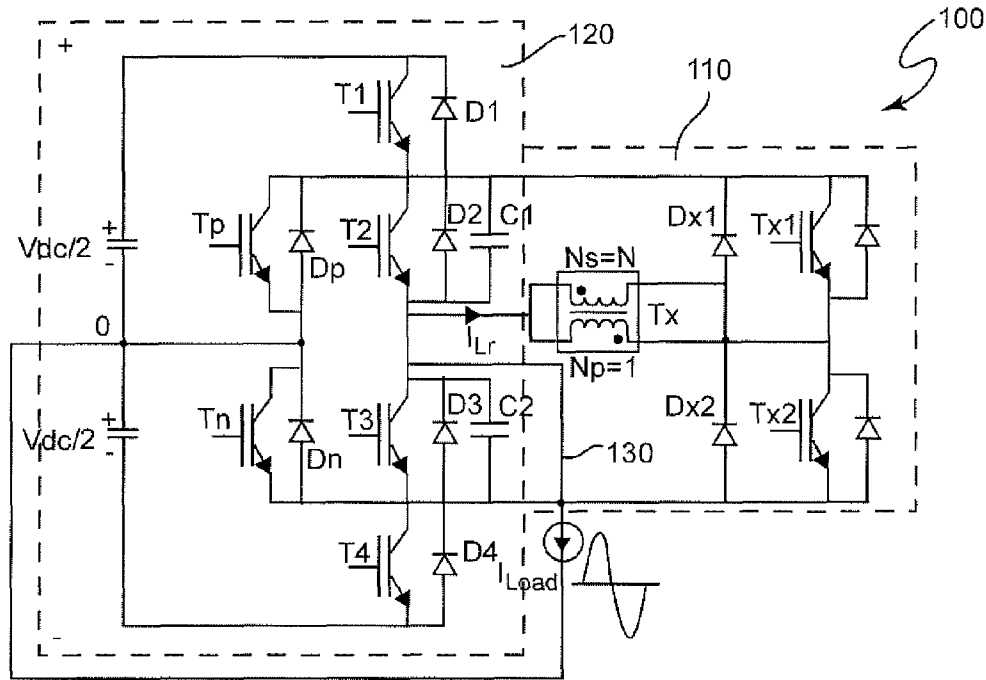 100
+
120
110
T1
D1
Tp
Dp
T2
D2
C1
Dx1
Tx1
+
Vdc/2
-
Ns=N
Tx
Np=1
0
ILr
+
Vdc/2
-
Tn
Dn
T3
D3
C2
Dx2
Tx2
130
T4
D4
ILoad
-